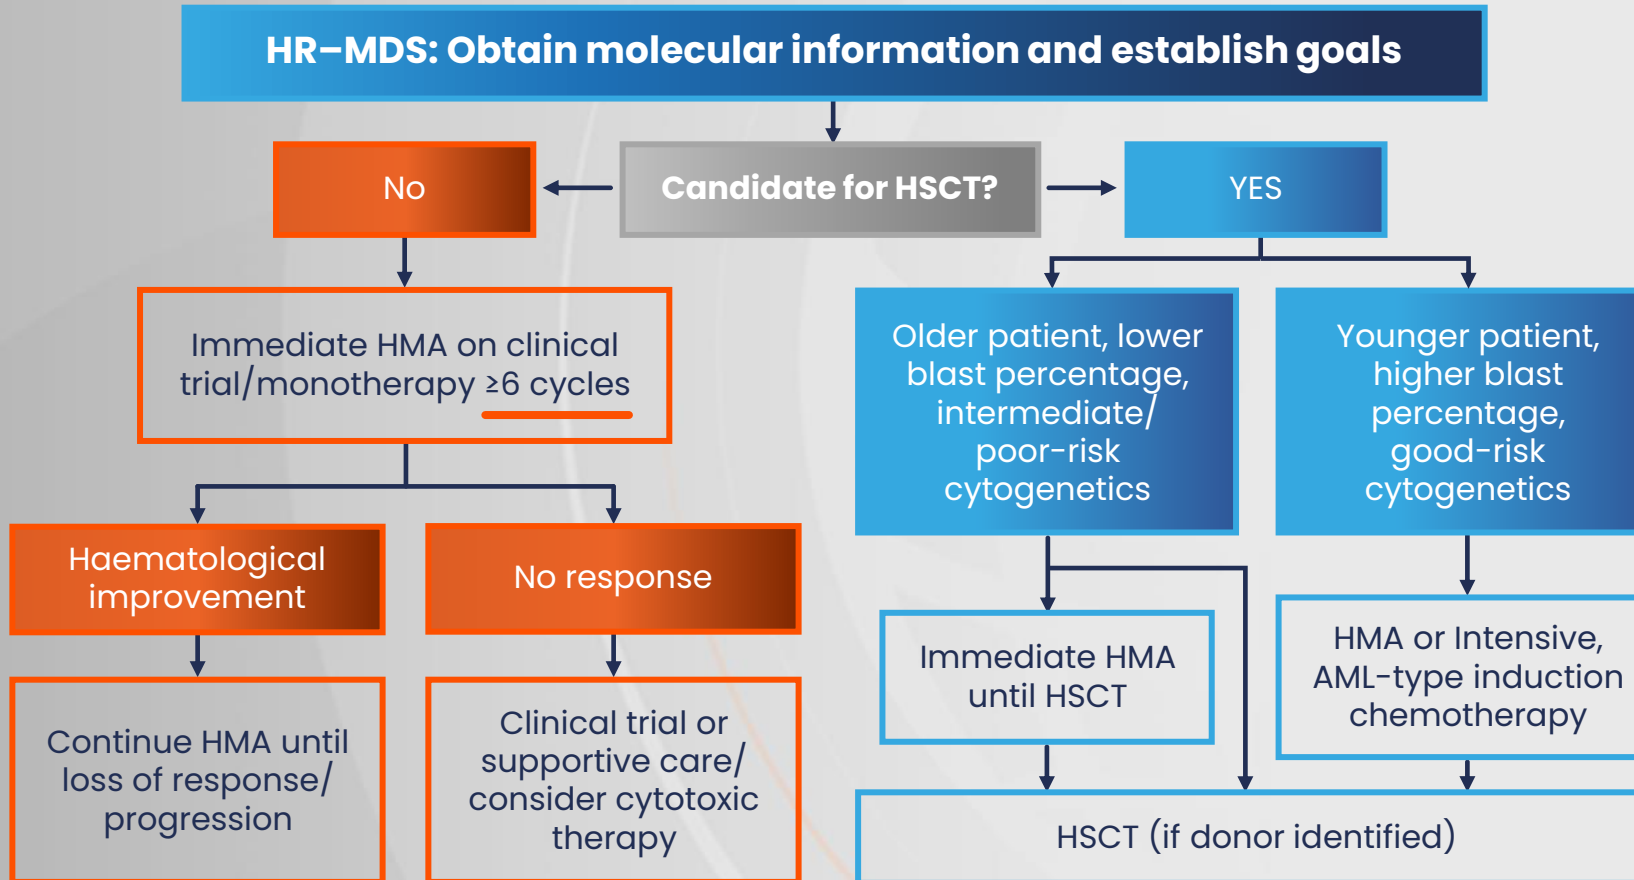 HR–MDS: Obtain molecular information and establish goals
No
Candidate for HSCT?
YES
Immediate HMA on clinical
trial/monotherapy ≥6 cycles
Older patient, lower
blast percentage,
intermediate/
poor-risk
cytogenetics
Younger patient,
higher blast
percentage,
good-risk
cytogenetics
Haematological
improvement
No response
Immediate HMA
until HSCT
HMA or Intensive,
AML-type induction
chemotherapy
Continue HMA until
loss of response/
progression
Clinical trial or
supportive care/
consider cytotoxic
therapy
HSCT (if donor identified)